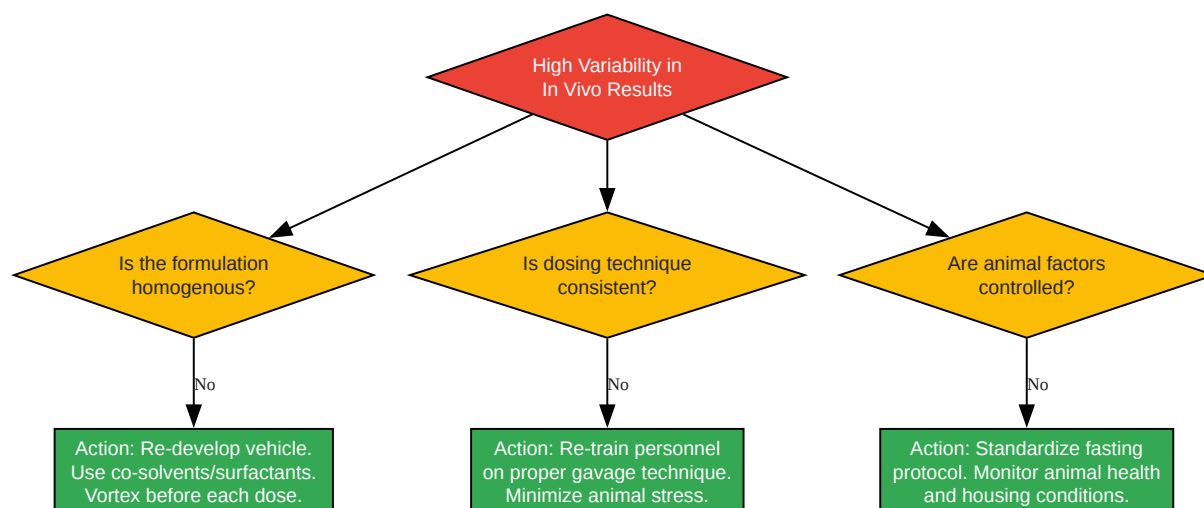 High Variability in
In Vivo Results
Is the formulation
homogenous?
Is dosing technique
consistent?
Are animal factors
controlled?
No
No
No
Action: Re-develop vehicle.
Use co-solvents/surfactants.
Vortex before each dose.
Action: Re-train personnel
on proper gavage technique.
Minimize animal stress.
Action: Standardize fasting
protocol. Monitor animal health
and housing conditions.